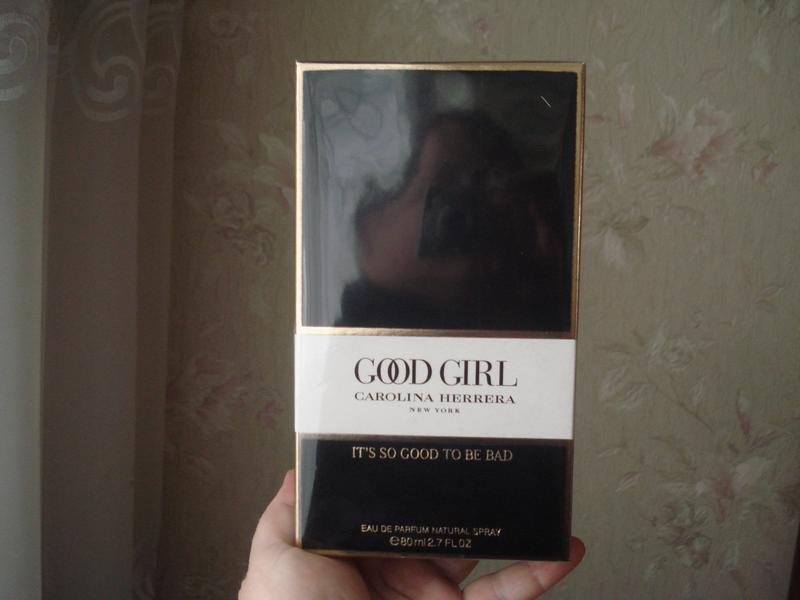 GOOD GIRL
CAROLINA HERRERA
NEW YORK
IT'S SO GOOD TO BE BAD
EAU DE PARFUM NATURAL SPRAY
℮80 ml 2.7 FL OZ